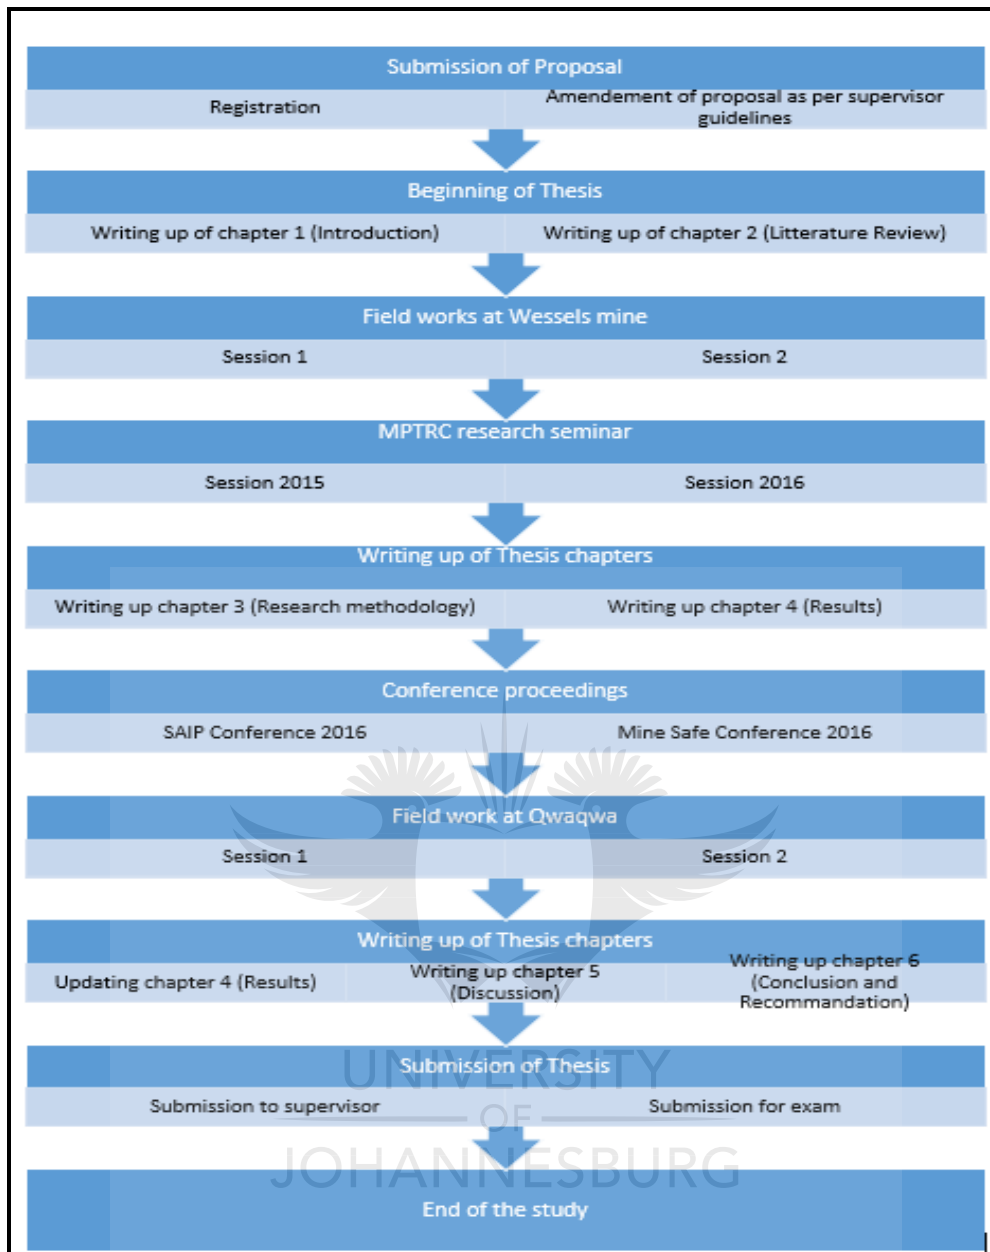 Submission of Proposal
Registration
Amendement of proposal as per supervisor
guidelines
Beginning of Thesis
Writing up of chapter 1 (Introduction)
Writing up of chapter 2 (Litterature Review)
Field works at Wessels mine
Session 1
Session 2
MPTRC research seminar
Session 2015
Session 2016
Writing up of Thesis chapters
Writing up chapter 3 (Research methodology)
Writing up chapter 4 (Results)
Conference proceedings
SAIP Conference 2016
Mine Safe Conference 2016
Field work at Qwaqwa
Session 1
Session 2
Writing up of Thesis chapters
Updating chapter 4 (Results)
Writing up chapter 5
(Discussion)
Writing up chapter 6
(Conclusion and
Recommandation)
Submission of Thesis
Submission to supervisor
Submission for exam
End of the study
UNIVERSITY
OF
JOHANNESBURG